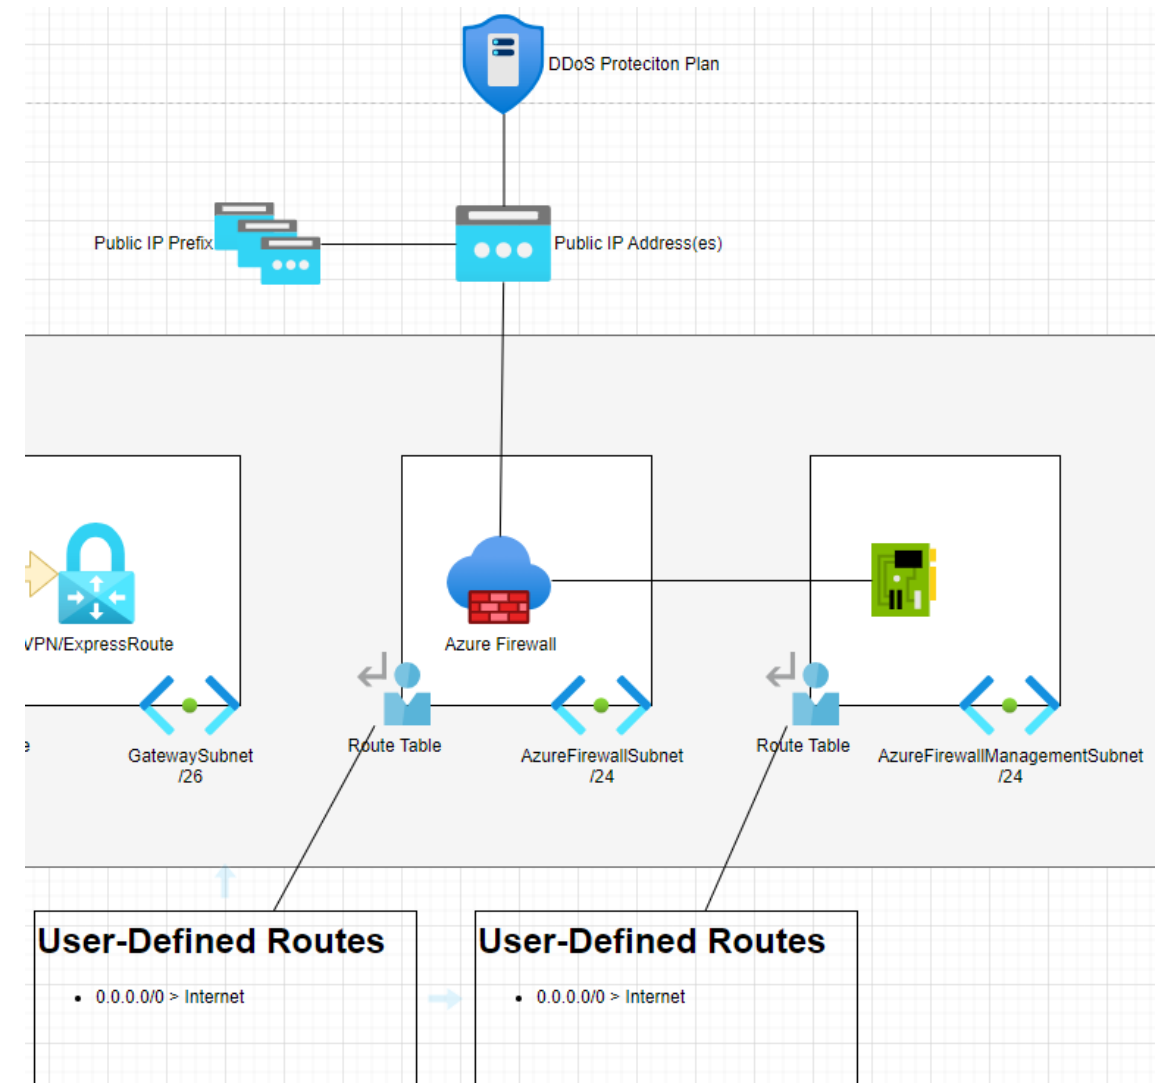 DDoS Proteciton Plan
Public IP Prefix
Public IP Address(es)
VPN/ExpressRoute
Azure Firewall
Route Table
Route Table
GatewaySubnet
/26
AzureFirewallSubnet
/24
AzureFirewallManagementSubnet
/24
User-Defined Routes
• 0.0.0.0/0 > Internet
User-Defined Routes
• 0.0.0.0/0 > Internet